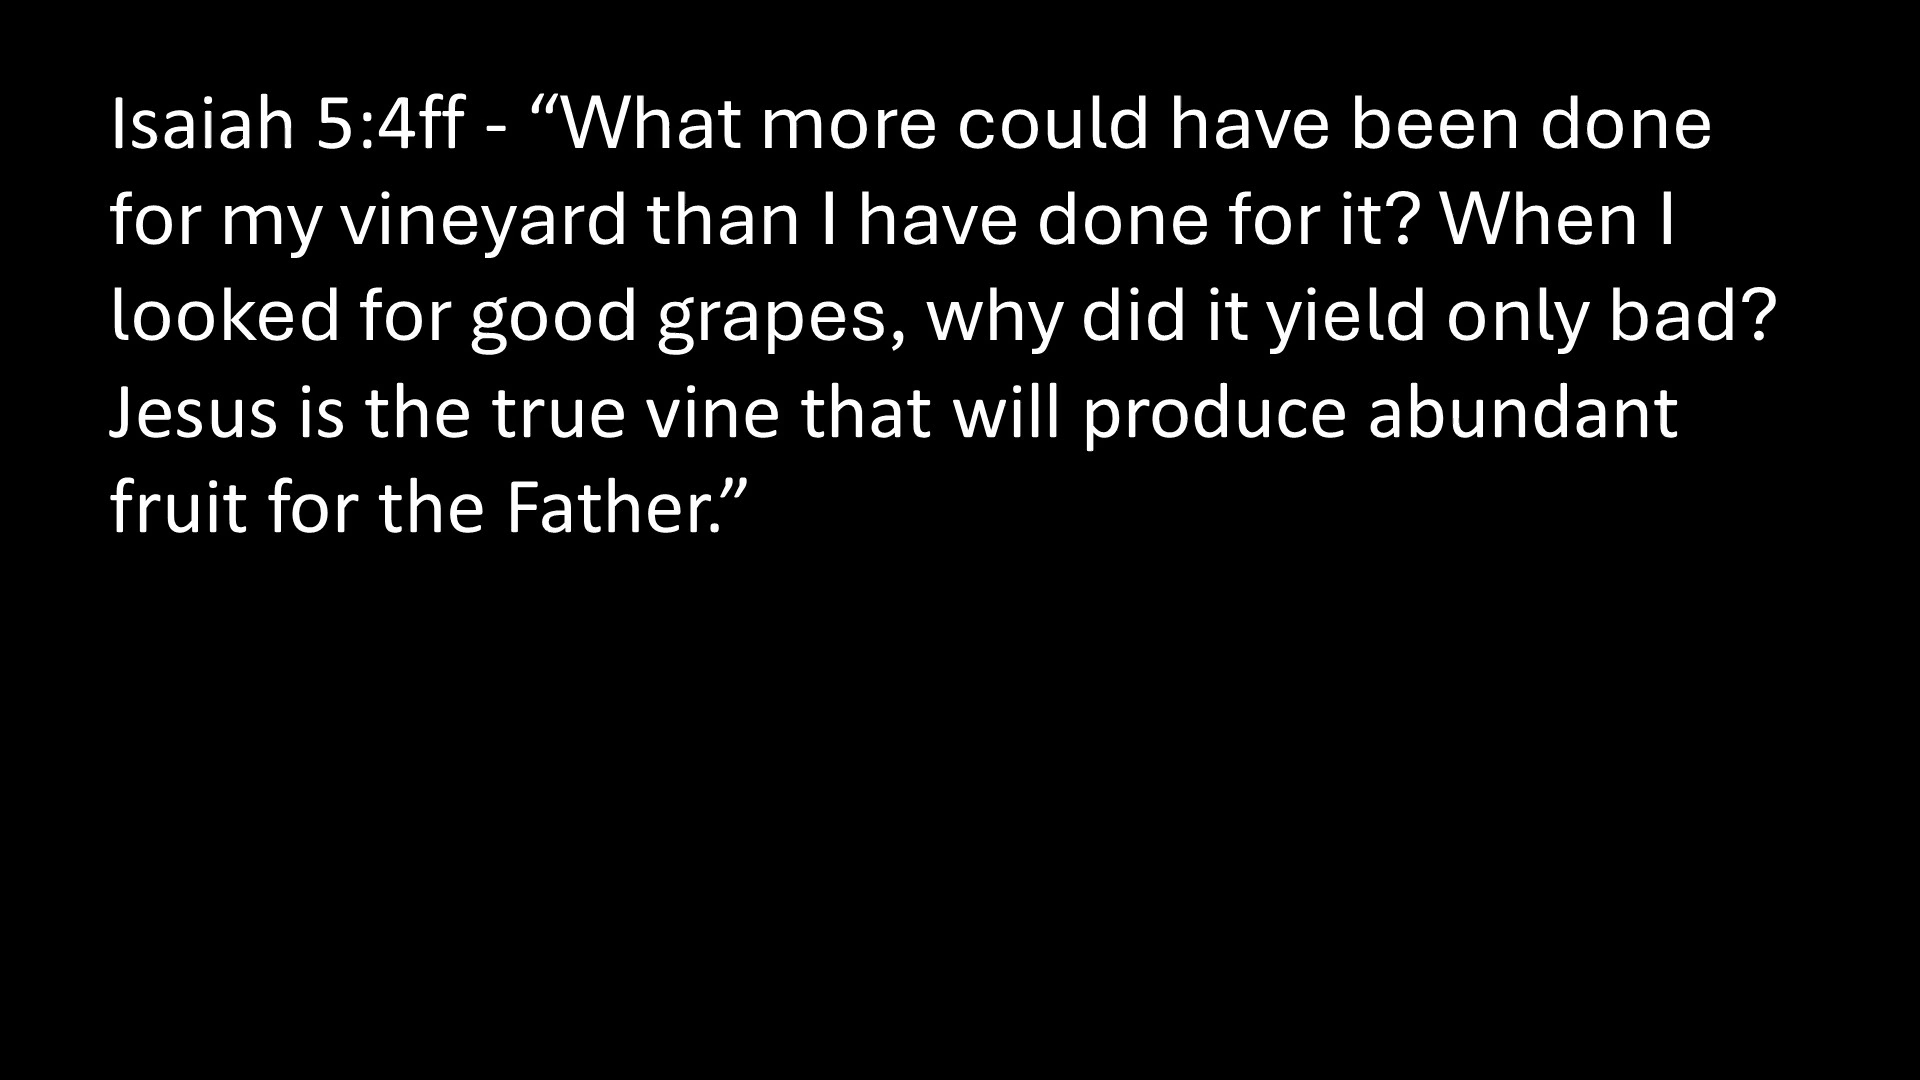 Isaiah 5:4ff - “What more could have been done
for my vineyard than I have done for it? When I
looked for good grapes, why did it yield only bad?
Jesus is the true vine that will produce abundant
fruit for the Father.”